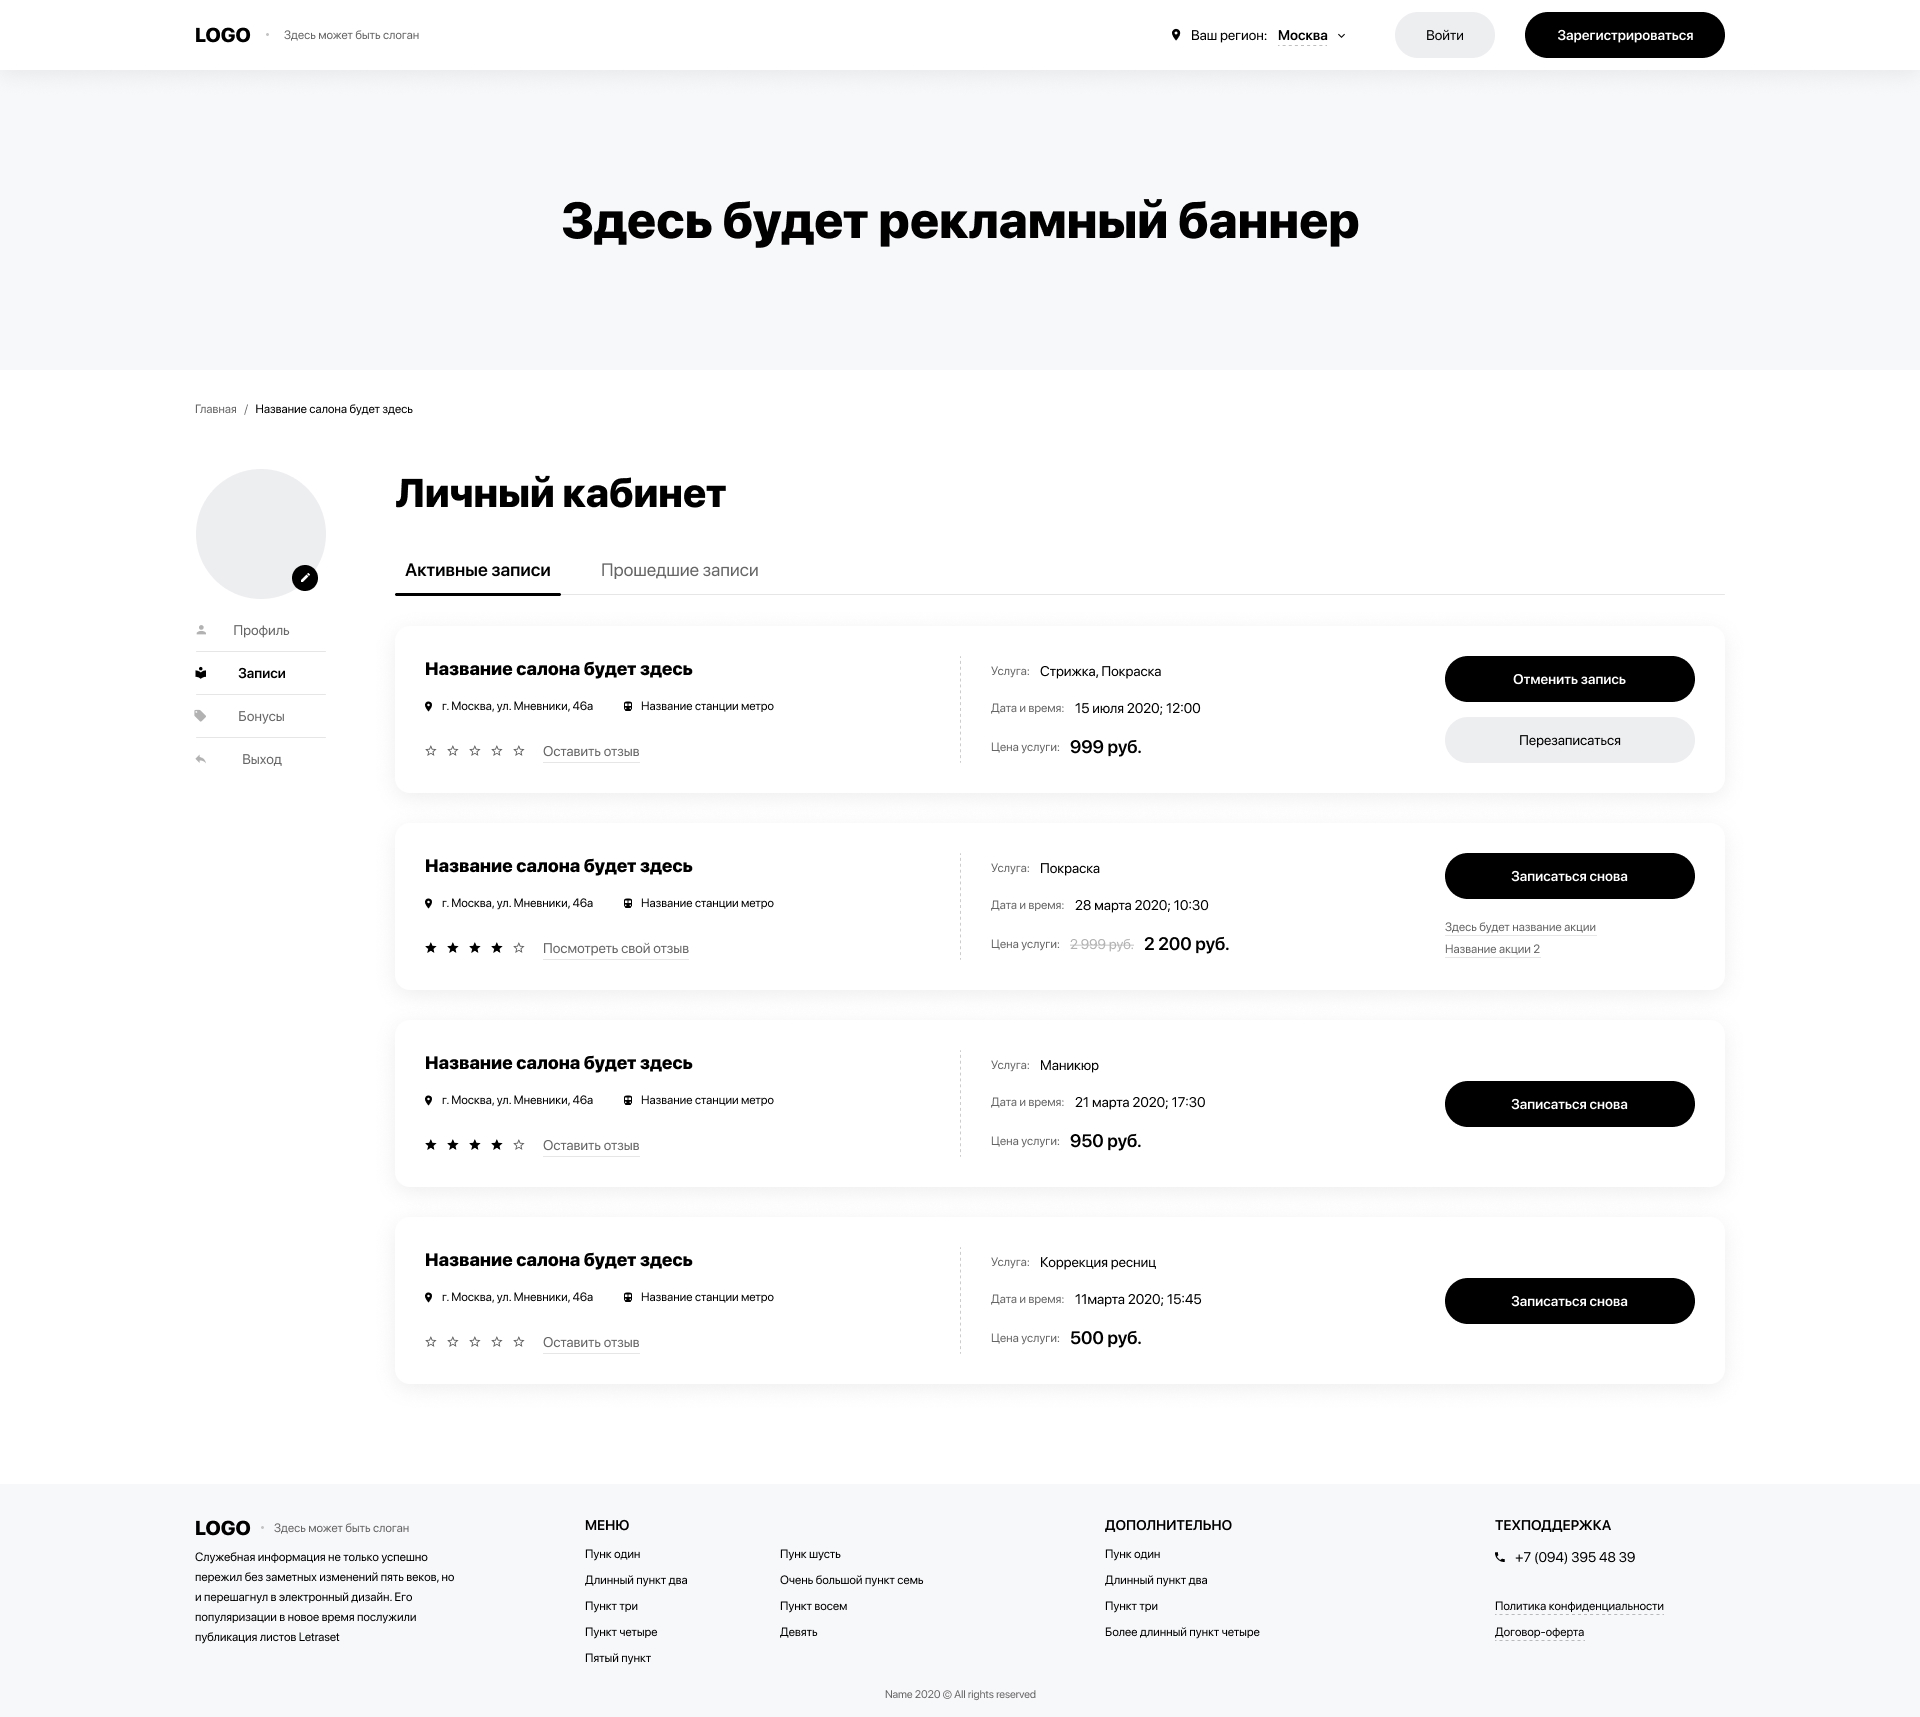 LOGO • Здесь может быть слоган Ваш регион: Москва Войти Зарегистрироваться
Здесь будет рекламный баннер
Главная / Название салона будет здесь
Личный кабинет
Активные записи Прошедшие записи
Профиль
Записи
Бонусы
Выход
Название салона будет здесь
г. Москва, ул. Мневники, 46а Название станции метро
Оставить отзыв
Услуга: Стрижка, Покраска
Дата и время: 15 июля 2020; 12:00
Цена услуги: 999 руб.
Отменить запись
Перезаписаться
Название салона будет здесь
г. Москва, ул. Мневники, 46а Название станции метро
Посмотреть свой отзыв
Услуга: Покраска
Дата и время: 28 марта 2020; 10:30
Цена услуги: 2 999 руб. 2 200 руб.
Записаться снова
Здесь будет название акции
Название акции 2
Название салона будет здесь
г. Москва, ул. Мневники, 46а Название станции метро
Оставить отзыв
Услуга: Маникюр
Дата и время: 21 марта 2020; 17:30
Цена услуги: 950 руб.
Записаться снова
Название салона будет здесь
г. Москва, ул. Мневники, 46а Название станции метро
Оставить отзыв
Услуга: Коррекция ресниц
Дата и время: 11марта 2020; 15:45
Цена услуги: 500 руб.
Записаться снова
LOGO • Здесь может быть слоган
Служебная информация не только успешно
пережил без заметных изменений пять веков, но
и перешагнул в электронный дизайн. Его
популяризации в новое время послужили
публикация листов Letraset
МЕНЮ
Пунк один
Длинный пункт два
Пункт три
Пункт четыре
Пятый пункт
Пунк шусть
Очень большой пункт семь
Пункт восем
Девять
ДОПОЛНИТЕЛЬНО
Пунк один
Длинный пункт два
Пункт три
Более длинный пункт четыре
ТЕХПОДДЕРЖКА
+7 (094) 395 48 39
Политика конфиденциальности
Договор-оферта
Name 2020 © All rights reserved